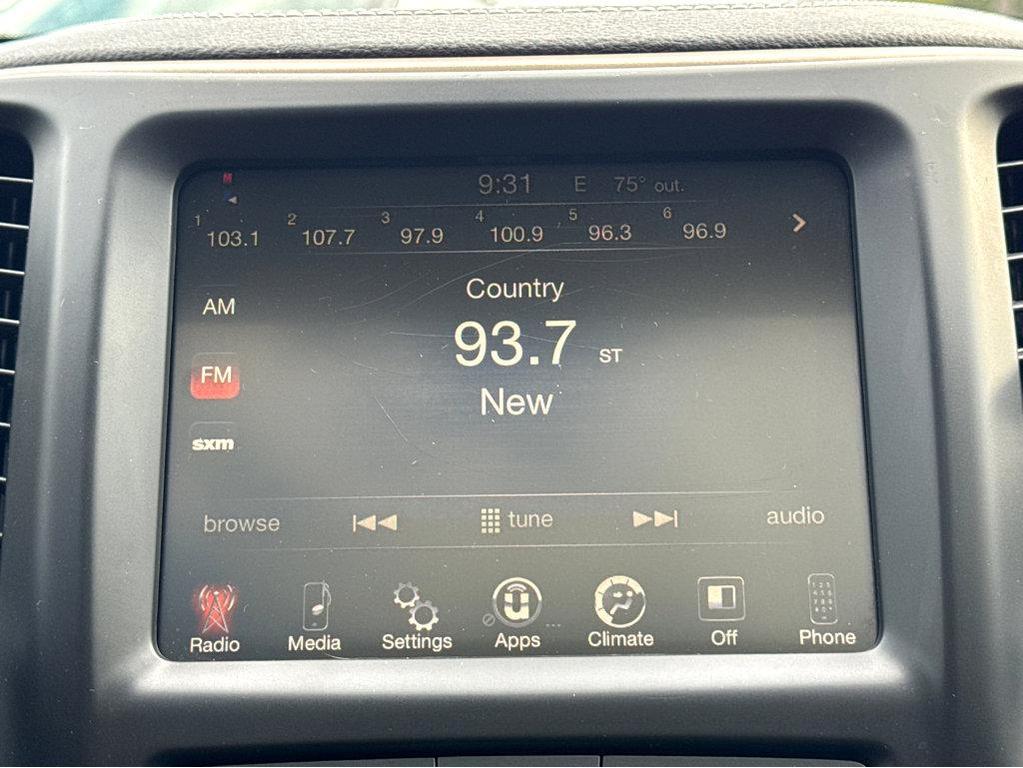 M
9:31 E 75° out.
1 103.1 2 107.7 3 97.9 4 100.9 5 96.3 6 96.9
Country
AM
93.7 ST
FM
New
sxm
browse tune audio
Radio Media Settings Apps Climate Off Phone